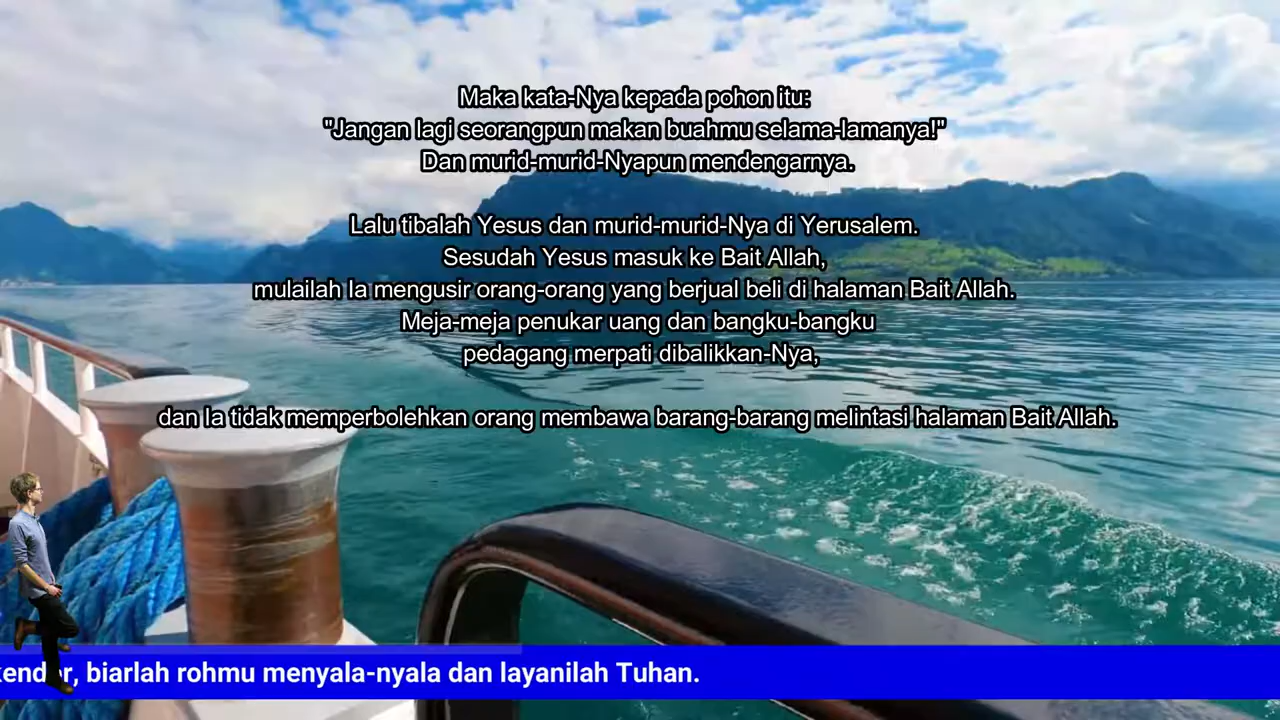 Maka kata-Nya kepada pohon itu:
"Jangan lagi seorangpun makan buahmu selama-lamanya!"
Dan murid-murid-Nyapun mendengarnya.
Lalu tibalah Yesus dan murid-murid-Nya di Yerusalem.
Sesudah Yesus masuk ke Bait Allah,
mulailah Ia mengusir orang-orang yang berjual beli di halaman Bait Allah.
Meja-meja penukar uang dan bangku-bangku
pedagang merpati dibalikkan-Nya,
dan Ia tidak memperbolehkan orang membawa barang-barang melintasi halaman Bait Allah.
biarlah rohmu menyala-nyala dan layanilah Tuhan.